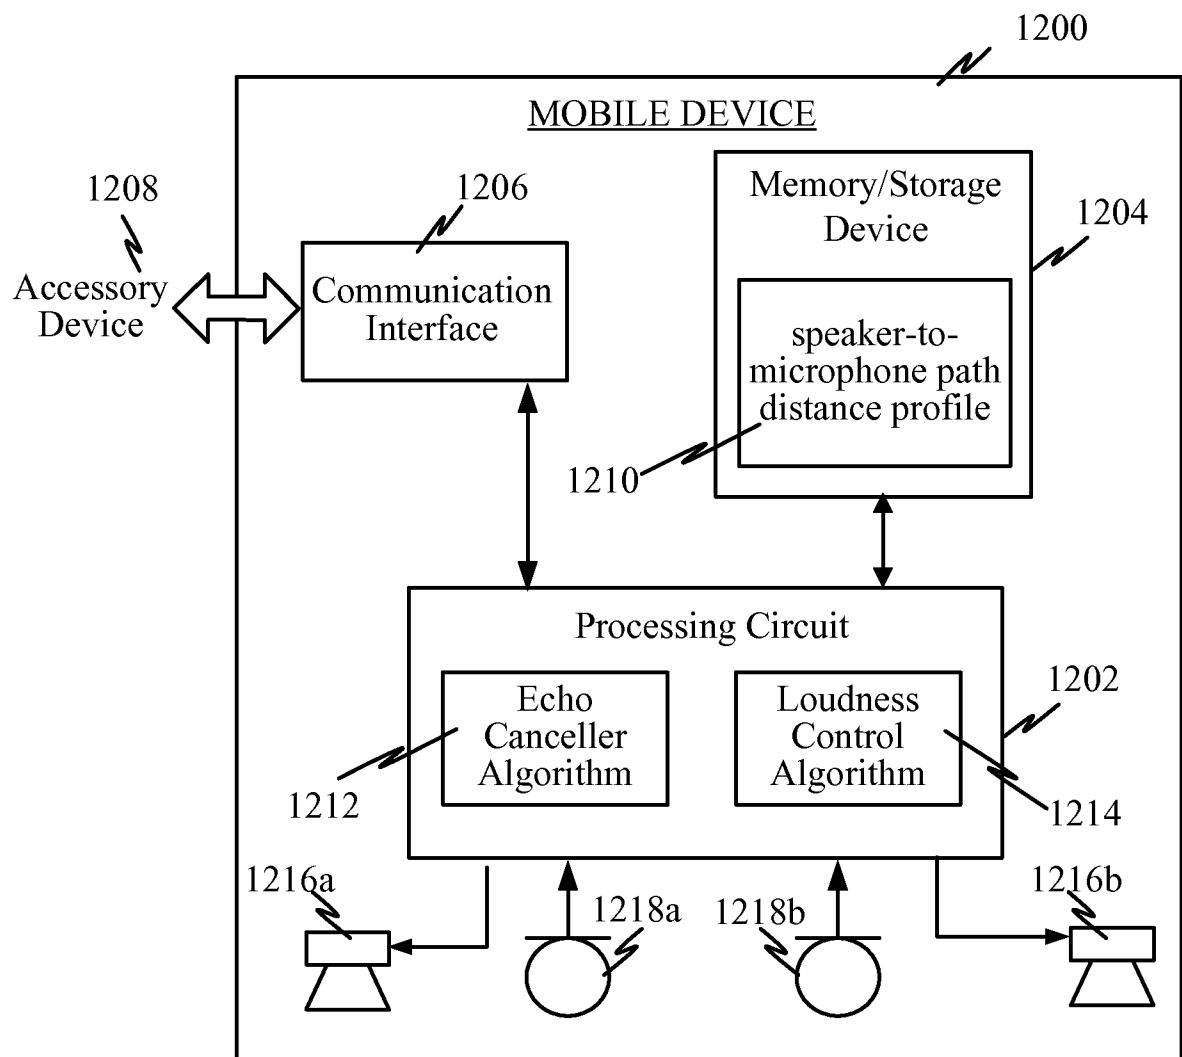 1200
MOBILE DEVICE
1208
1206
Memory/Storage
Device
1204
Accessory
Device
Communication
Interface
speaker-to-
microphone path
distance profile
1210
Processing Circuit
Echo
Canceller
Algorithm
Loudness
Control
Algorithm
1202
1212
1214
1216a
1218a
1218b
1216b